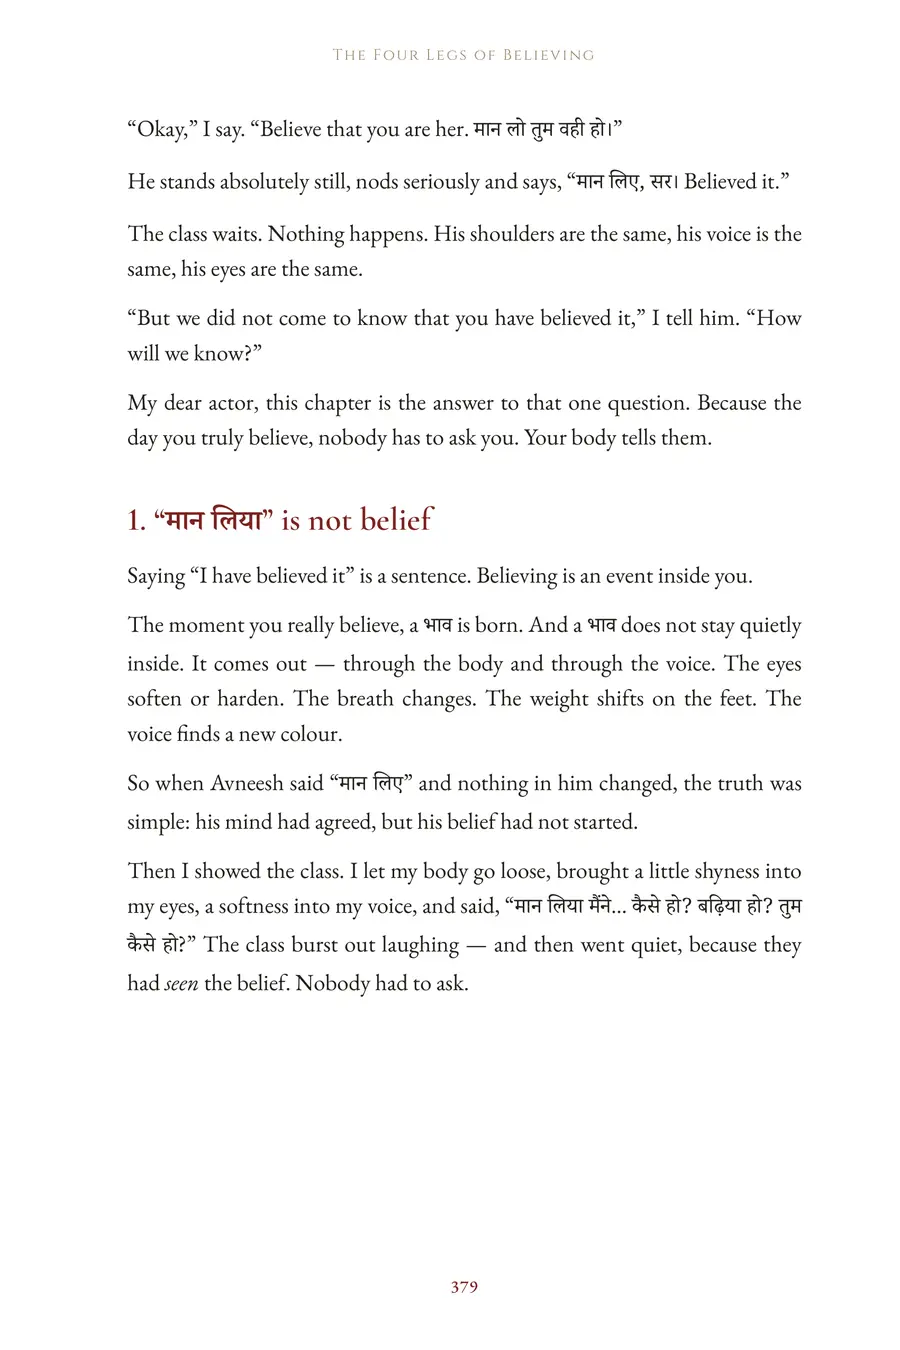 The Four Legs of Believing
“Okay,” I say. “Believe that you are her. मान लो तुम वही हो।”
He stands absolutely still, nods seriously and says, “मान लिए, सर। Believed it.”
The class waits. Nothing happens. His shoulders are the same, his voice is the
same, his eyes are the same.
“But we did not come to know that you have believed it,” I tell him. “How
will we know?”
My dear actor, this chapter is the answer to that one question. Because the
day you truly believe, nobody has to ask you. Your body tells them.
1. “मान लिया” is not belief
Saying “I have believed it” is a sentence. Believing is an event inside you.
The moment you really believe, a भाव is born. And a भाव does not stay quietly
inside. It comes out — through the body and through the voice. The eyes
soften or harden. The breath changes. The weight shifts on the feet. The
voice finds a new colour.
So when Avneesh said “मान लिए” and nothing in him changed, the truth was
simple: his mind had agreed, but his belief had not started.
Then I showed the class. I let my body go loose, brought a little shyness into
my eyes, a softness into my voice, and said, “मान लिया मैंने... कैसे हो? बढ़िया हो? तुम
कैसे हो?” The class burst out laughing — and then went quiet, because they
had seen the belief. Nobody had to ask.
379